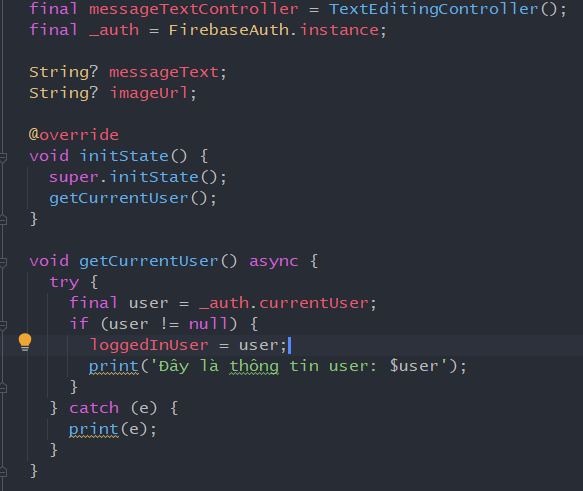 final messageTextController = TextEditingController();
final _auth = FirebaseAuth.instance;
String? messageText;
String? imageUrl;
@override
void initState() {
super.initState();
getCurrentUser();
}
void getCurrentUser() async {
try {
final user = _auth.currentUser;
if (user != null) {
loggedInUser = user;
print('Đây là thông tin user: $user');
}
} catch (e) {
print(e);
}
}